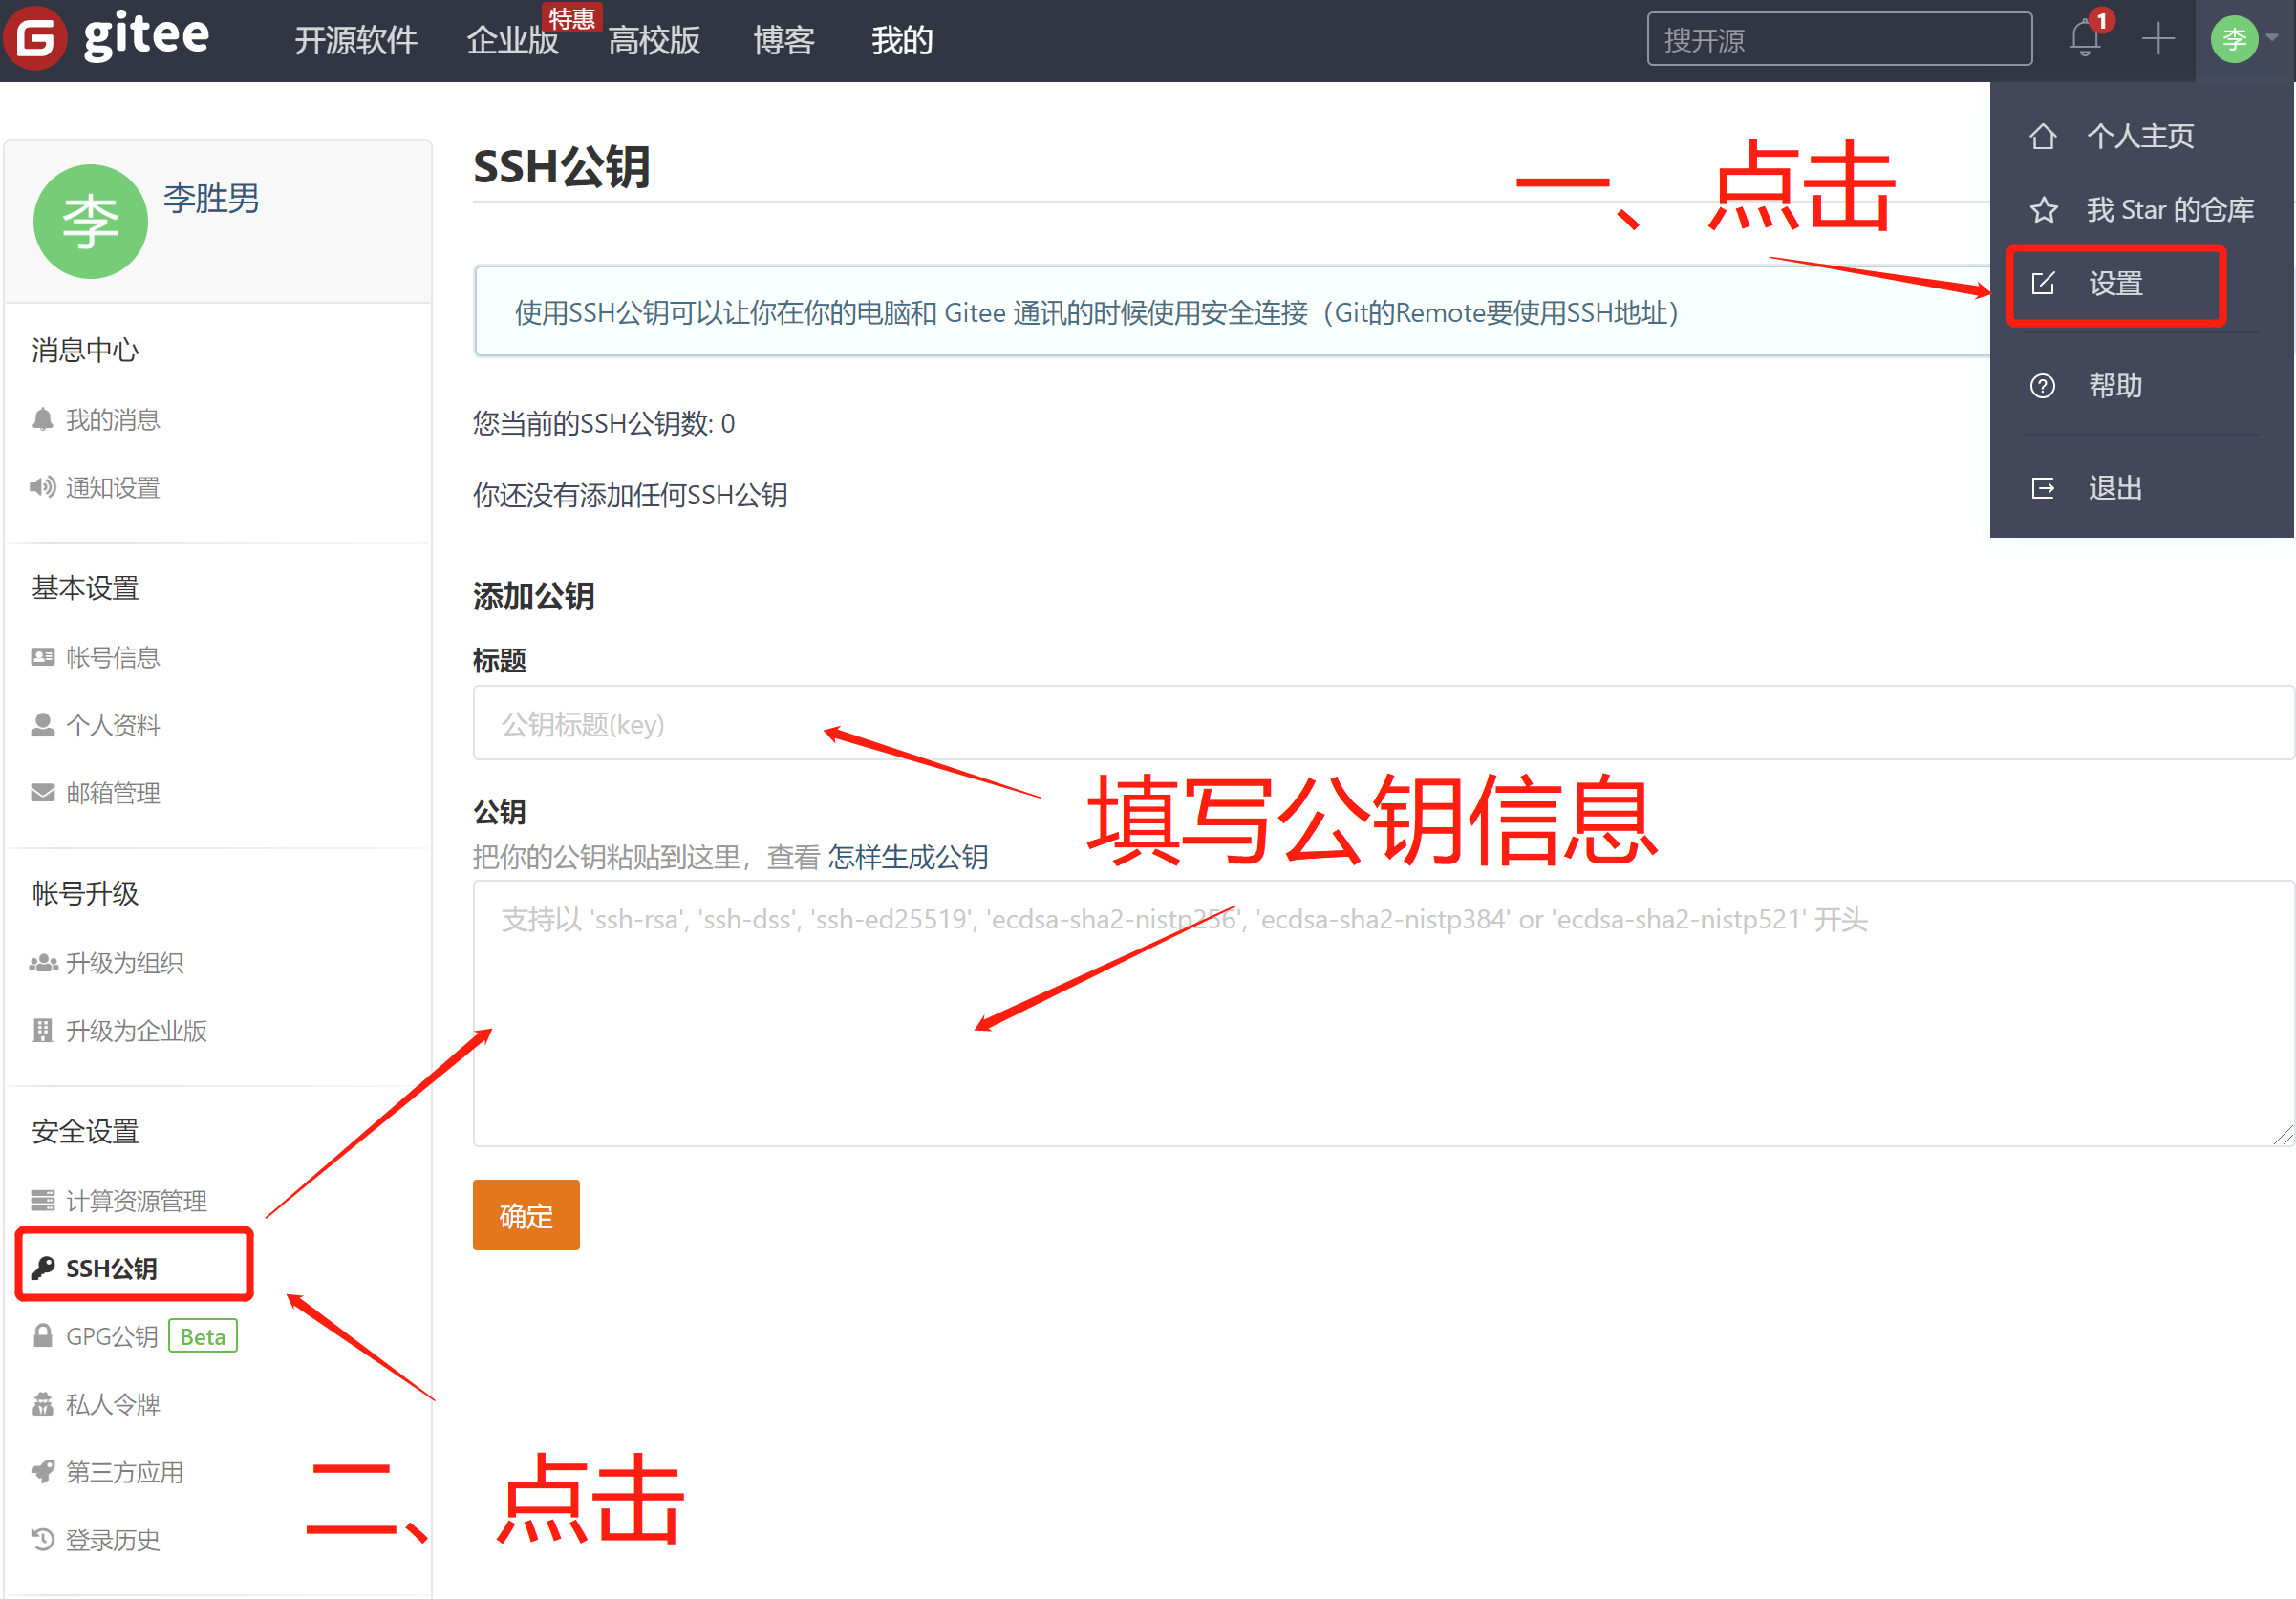 gitee
开源软件 企业版 特惠 高校版 博客 我的
搜开源
1
李
个人主页
我 Star 的仓库
设置
帮助
退出
一、点击
李
李胜男
消息中心
我的消息
通知设置
基本设置
帐号信息
个人资料
邮箱管理
帐号升级
升级为组织
升级为企业版
安全设置
计算资源管理
SSH公钥
GPG公钥 Beta
私人令牌
第三方应用
登录历史
二、点击
SSH公钥
使用SSH公钥可以让你在你的电脑和 Gitee 通讯的时候使用安全连接（Git的Remote要使用SSH地址）
您当前的SSH公钥数: 0
你还没有添加任何SSH公钥
添加公钥
标题
公钥标题(key)
填写公钥信息
公钥
把你的公钥粘贴到这里，查看 怎样生成公钥
支持以 'ssh-rsa', 'ssh-dss', 'ssh-ed25519', 'ecdsa-sha2-nistp256', 'ecdsa-sha2-nistp384' or 'ecdsa-sha2-nistp521' 开头
确定